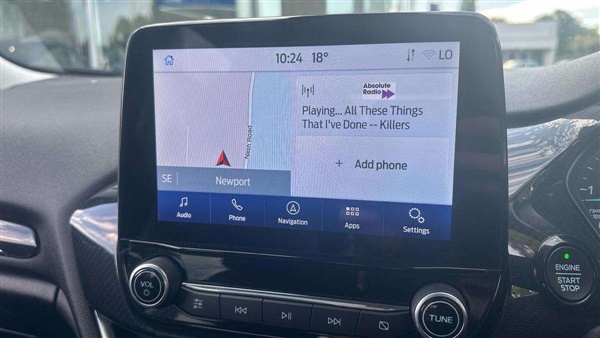 10:24 18° LO
Absolute
Radio
Playing... All These Things
That I've Done -- Killers
Nash Road
+ Add phone
SE Newport
Audio Phone Navigation Apps Settings
VOL
TUNE
ENGINE
START
STOP